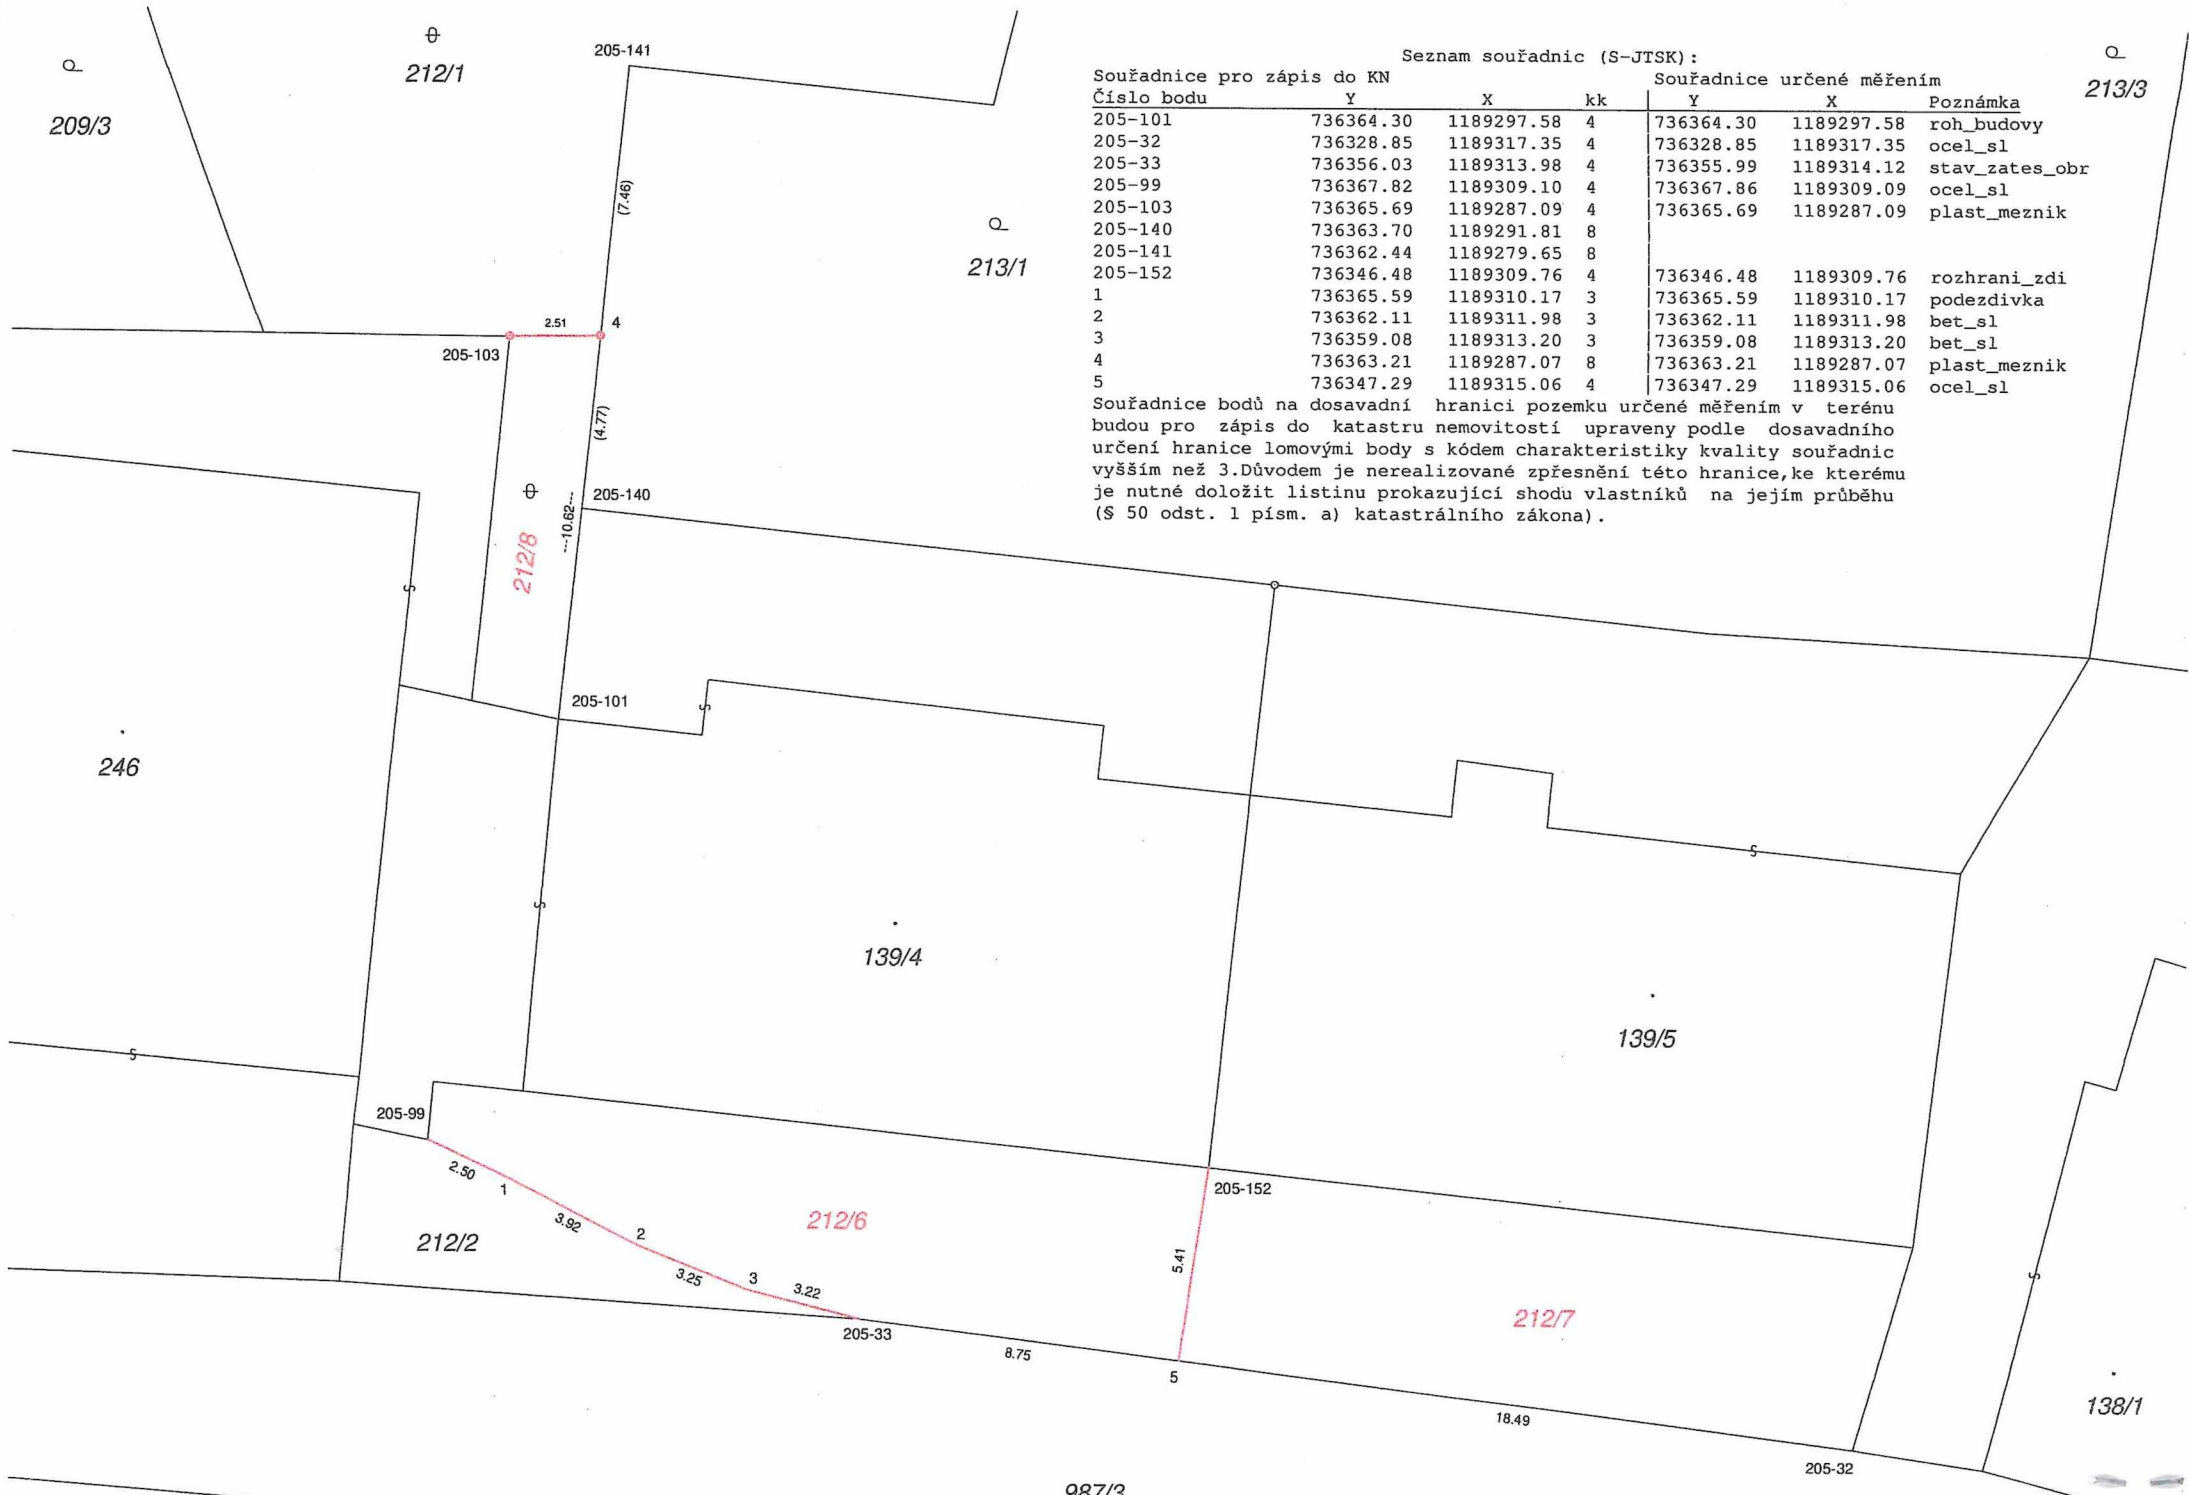 212/1
205-141
209/3
Seznam souřadnic (S-JTSK):
Souřadnice pro zápis do KN Souřadnice určené měřením
Číslo bodu Y X kk Y X Poznámka
205-101 736364.30 1189297.58 4 736364.30 1189297.58 roh_budovy
205-32 736328.85 1189317.35 4 736328.85 1189317.35 ocel_sl
205-33 736356.03 1189313.98 4 736355.99 1189314.12 stav_zates_obr
205-99 736367.82 1189309.10 4 736367.86 1189309.09 ocel_sl
205-103 736365.69 1189287.09 4 736365.69 1189287.09 plast_meznik
205-140 736363.70 1189291.81 8
205-141 736362.44 1189279.65 8
205-152 736346.48 1189309.76 4 736346.48 1189309.76 rozhrani_zdi
1 736365.59 1189310.17 3 736365.59 1189310.17 podezdivka
2 736362.11 1189311.98 3 736362.11 1189311.98 bet_sl
3 736359.08 1189313.20 3 736359.08 1189313.20 bet_sl
4 736363.21 1189287.07 8 736363.21 1189287.07 plast_meznik
5 736347.29 1189315.06 4 736347.29 1189315.06 ocel_sl
Souřadnice bodů na dosavadní hranici pozemku určené měřením v terénu
budou pro zápis do katastru nemovitostí upraveny podle dosavadního
určení hranice lomovými body s kódem charakteristiky kvality souřadnic
vyšším než 3.Důvodem je nerealizované zpřesnění této hranice,ke kterému
je nutné doložit listinu prokazující shodu vlastníků na jejím průběhu
(§ 50 odst. 1 písm. a) katastrálního zákona).
213/3
(7.46)
213/1
2.51
4
205-103
(4.77)
205-140
---10.62---
212/8
205-101
246
139/4
139/5
205-99
2.50
1
3.92
2
212/2
3.25
3
3.22
212/6
205-152
5.41
212/7
205-33
8.75
5
18.49
205-32
138/1
987/3